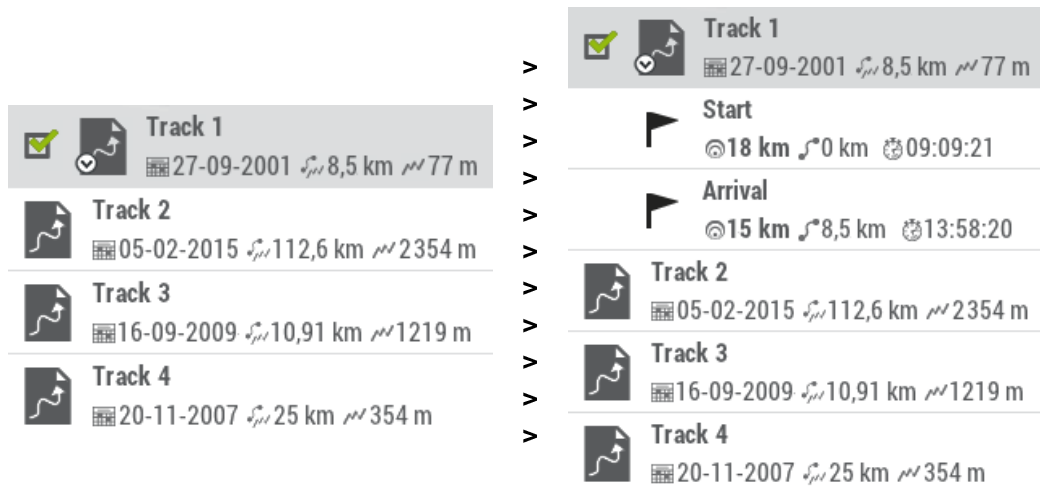 Track 1
27-09-2001 8,5 km 77 m
Track 2
05-02-2015 112,6 km 2354 m
Track 3
16-09-2009 10,91 km 1219 m
Track 4
20-11-2007 25 km 354 m
>
>
>
>
>
>
>
>
>
>
>
Track 1
27-09-2001 8,5 km 77 m
Start
18 km 0 km 09:09:21
Arrival
15 km 8,5 km 13:58:20
Track 2
05-02-2015 112,6 km 2354 m
Track 3
16-09-2009 10,91 km 1219 m
Track 4
20-11-2007 25 km 354 m